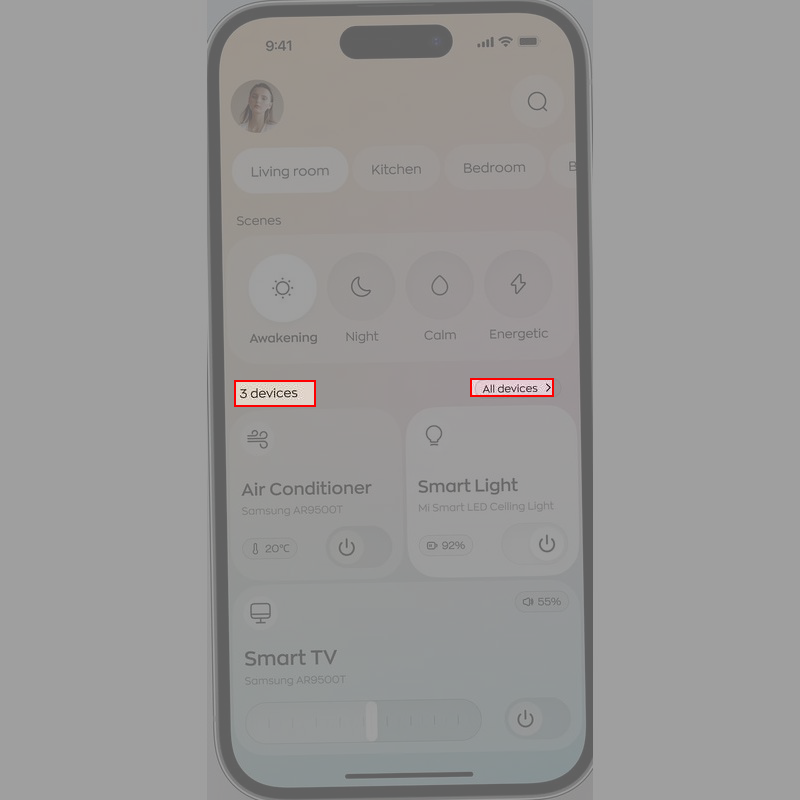 9:41
Living room
Kitchen
Bedroom
B
Scenes
Awakening
Night
Calm
Energetic
3 devices
All devices
Air Conditioner
Samsung AR9500T
20°C
Smart Light
Mi Smart LED Ceiling Light
92%
55%
Smart TV
Samsung AR9500T